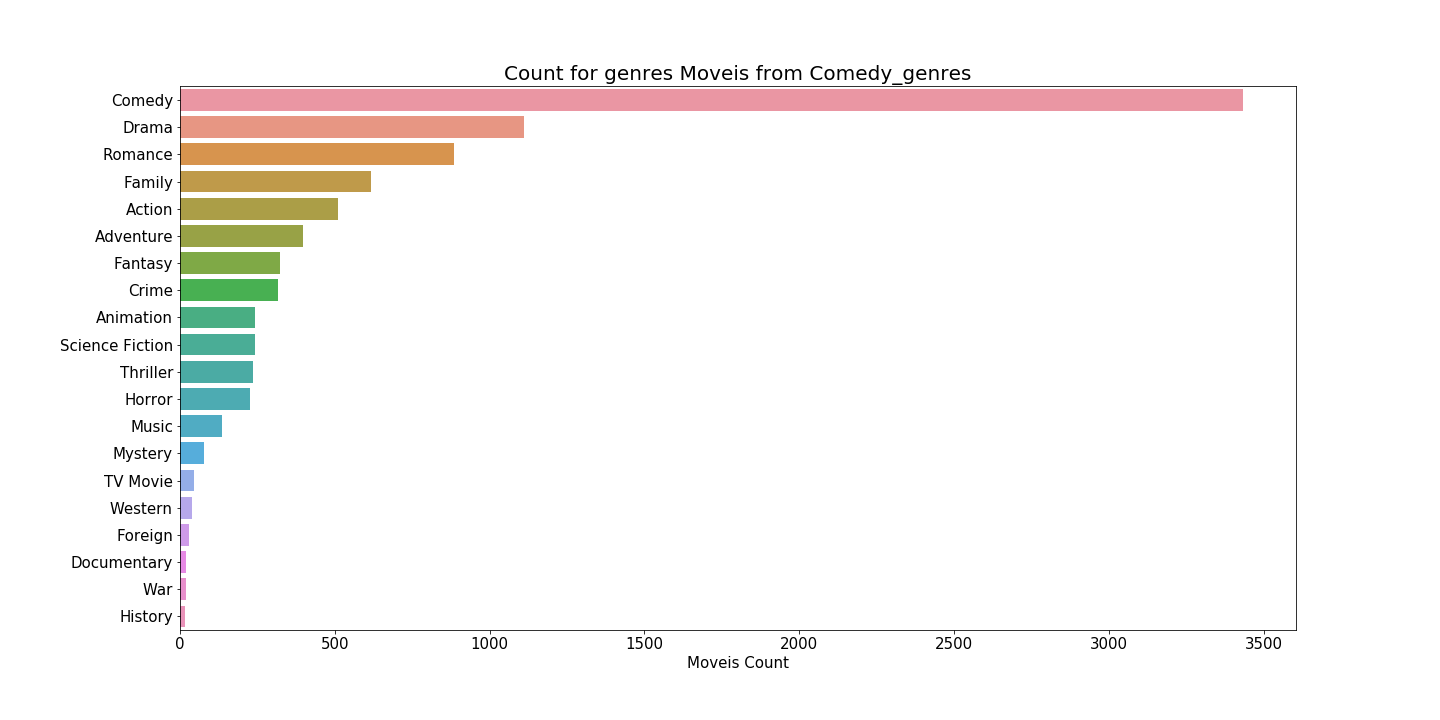 Count for genres Moveis from Comedy_genres
Comedy
Drama
Romance
Family
Action
Adventure
Fantasy
Crime
Animation
Science Fiction
Thriller
Horror
Music
Mystery
TV Movie
Western
Foreign
Documentary
War
History
0 500 1000 1500 2000 2500 3000 3500
Moveis Count